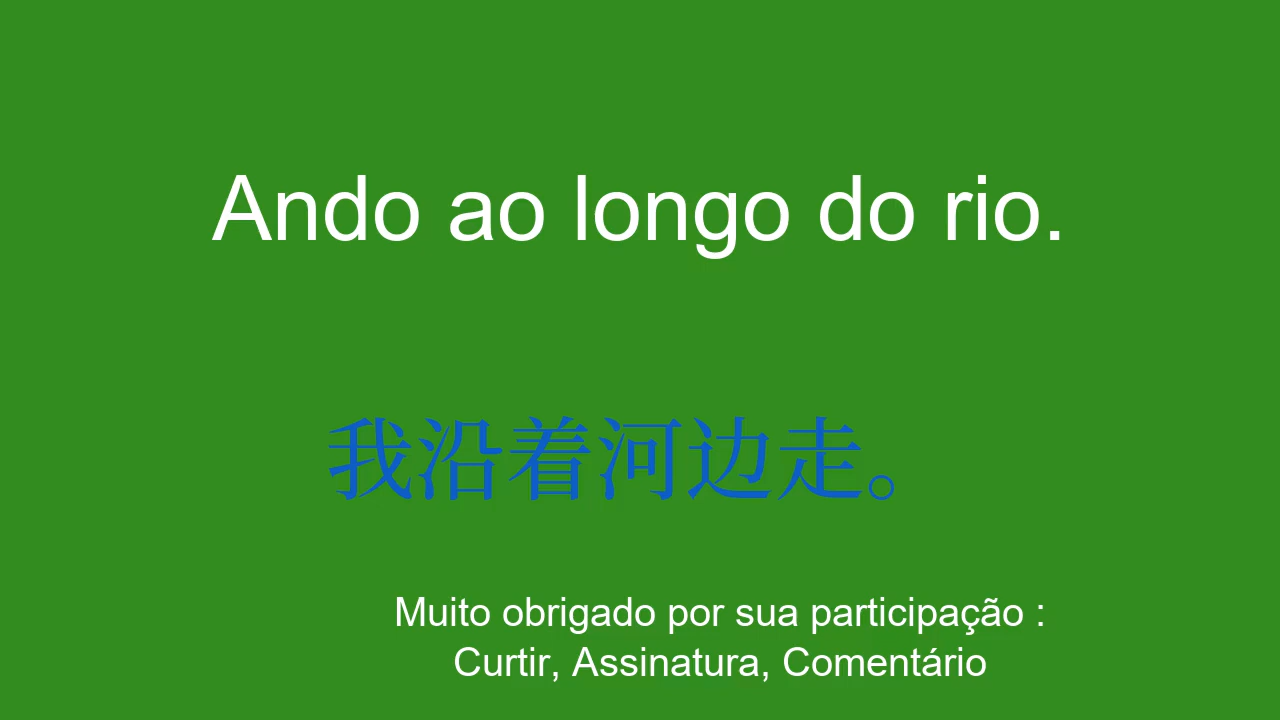 Ando ao longo do rio.
我沿着河边走。
Muito obrigado por sua participação :
Curtir, Assinatura, Comentário